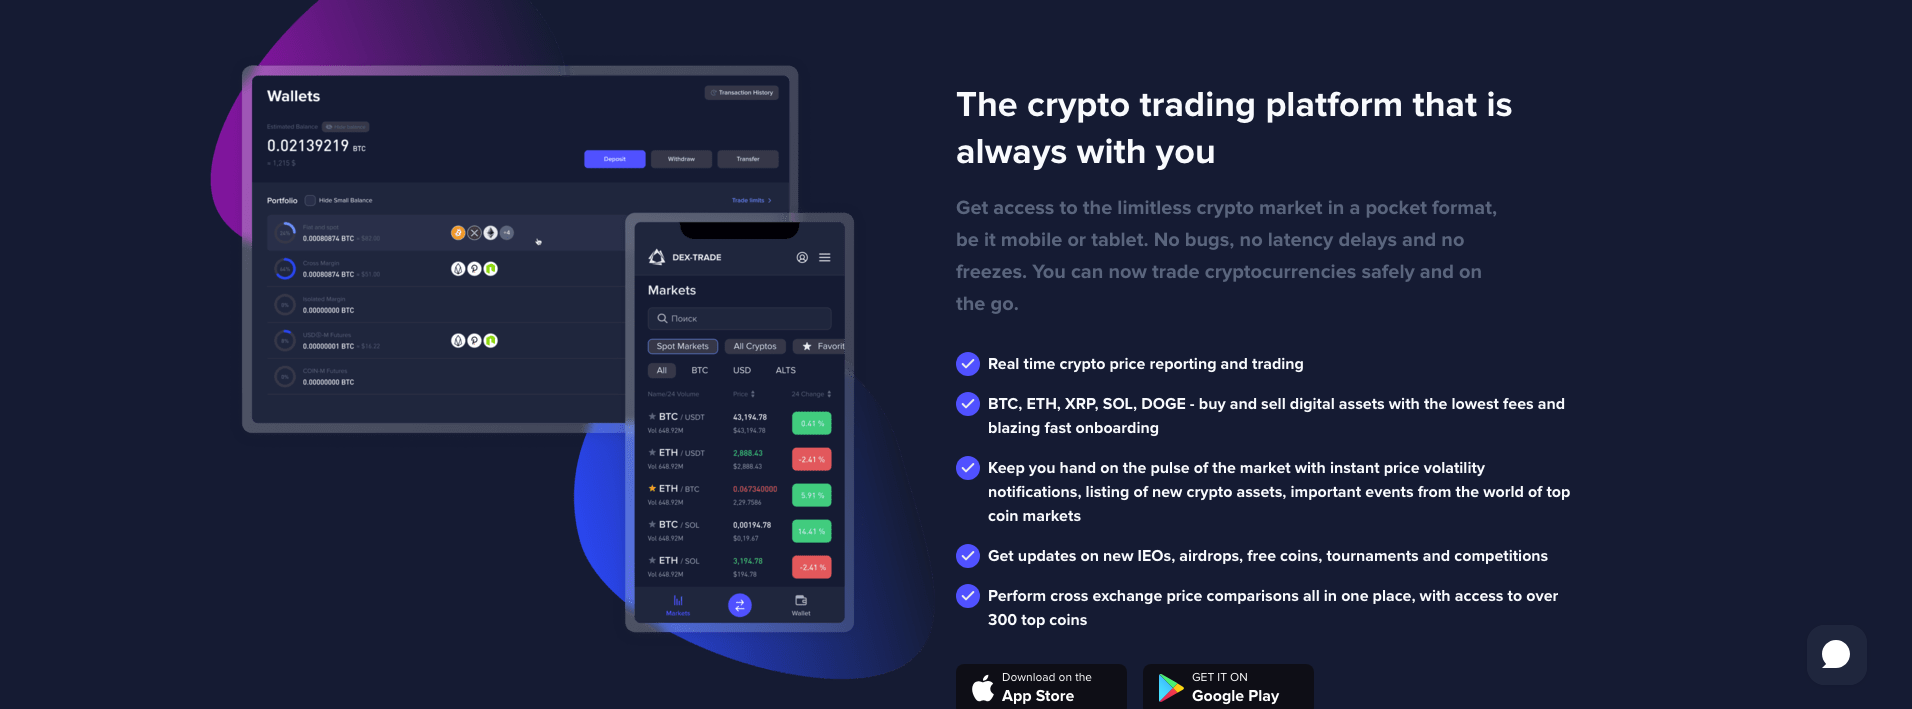 Wallets
Transaction History
Estimated Balance
Hide balance
0.02139219 BTC
≈ 1,215 $
Deposit
Withdraw
Transfer
Portfolio
Hide Small Balance
Trade limits
Fiat and spot
0.00080874 BTC
+4
Cross Margin
0.00080874 BTC ≈ $91.00
Isolated Margin
0.00000000 BTC
0.00000001 BTC
COIN-M Futures
0.00000000 BTC
DEX-TRADE
Markets
Поиск
Spot Markets
All Cryptos
Favorit
All
BTC
USD
ALTS
Name/24 Volume
Price
24 Change
BTC / USDT
43,194.78
0.41 %
Vol 648.92M
$43,194.78
ETH / USDT
2,888.43
-2.41 %
Vol 648.92M
$2,888.43
ETH / BTC
0.067340000
5.91 %
Vol 648.92M
2,29.7586
BTC / SOL
0,00194.78
14.41 %
Vol 648.92M
$0,19.67
ETH / SOL
3,194.78
-2.41 %
Vol 648.92M
$194.78
Markets
Wallet
The crypto trading platform that is
always with you
Get access to the limitless crypto market in a pocket format,
be it mobile or tablet. No bugs, no latency delays and no
freezes. You can now trade cryptocurrencies safely and on
the go.
Real time crypto price reporting and trading
BTC, ETH, XRP, SOL, DOGE - buy and sell digital assets with the lowest fees and
blazing fast onboarding
Keep you hand on the pulse of the market with instant price volatility
notifications, listing of new crypto assets, important events from the world of top
coin markets
Get updates on new IEOs, airdrops, free coins, tournaments and competitions
Perform cross exchange price comparisons all in one place, with access to over
300 top coins
Download on the
App Store
GET IT ON
Google Play